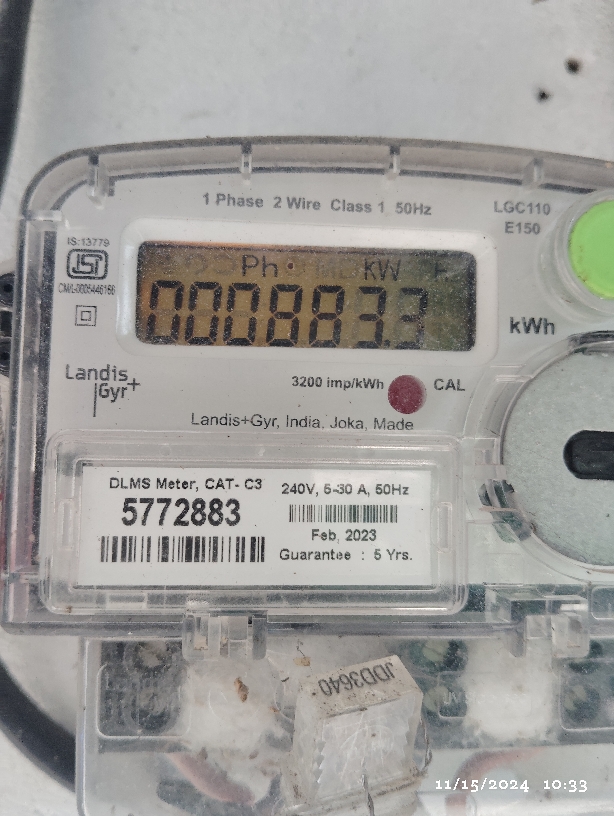 1 Phase 2 Wire Class 1 50Hz
LGC110
E150
IS:13779
ISI
CM/L-0005446166
Ph kW
000883.3
kWh
Landis
Gyr+
3200 imp/kWh
CAL
Landis+Gyr, India, Joka, Made
DLMS Meter, CAT- C3
5772883
240V, 5-30 A, 50Hz
Feb, 2023
Guarantee : 5 Yrs.
JDD3640
11/15/2024 10:33